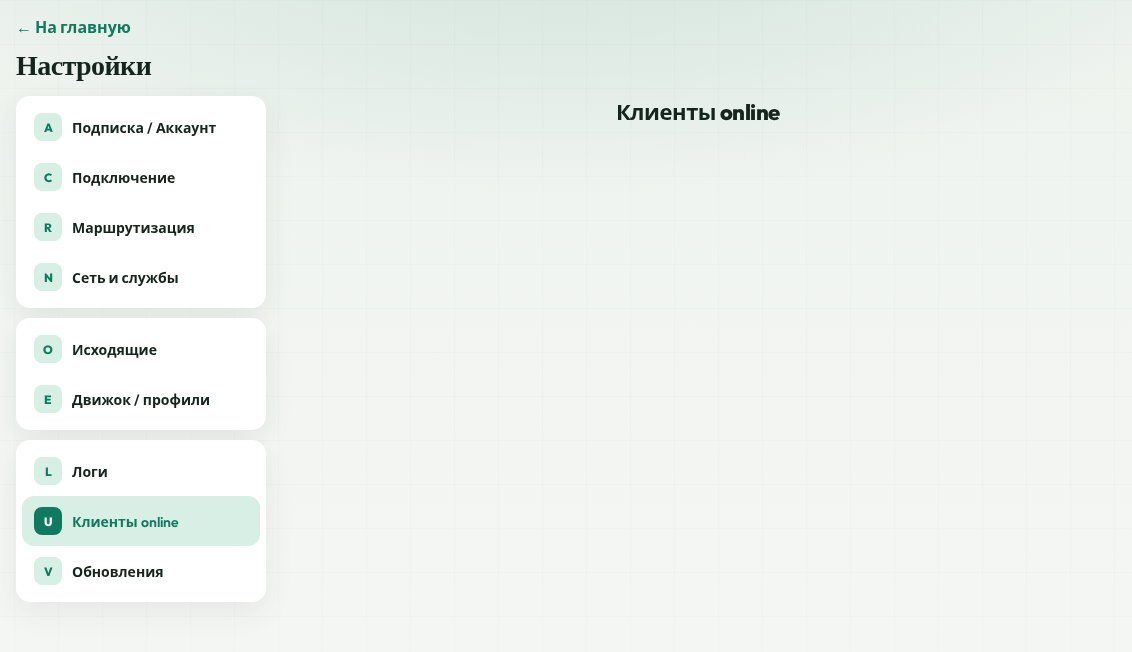 ← На главную
Настройки
A Подписка / Аккаунт
C Подключение
R Маршрутизация
N Сеть и службы
O Исходящие
E Движок / профили
L Логи
U Клиенты online
V Обновления
Клиенты online